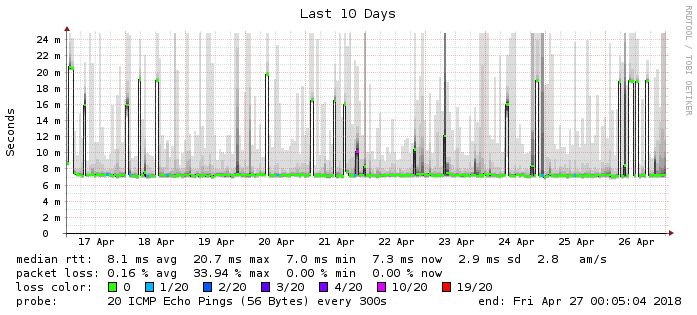 Last 10 Days
RRDTOOL / TOBI OETIKER
Seconds
24 m
22 m
20 m
18 m
16 m
14 m
12 m
10 m
8 m
6 m
4 m
2 m
0
17 Apr 18 Apr 19 Apr 20 Apr 21 Apr 22 Apr 23 Apr 24 Apr 25 Apr 26 Apr
median rtt: 8.1 ms avg 20.7 ms max 7.0 ms min 7.3 ms now 2.9 ms sd 2.8 am/s
packet loss: 0.16 % avg 33.94 % max 0.00 % min 0.00 % now
loss color: 0 1/20 2/20 3/20 4/20 10/20 19/20
probe: 20 ICMP Echo Pings (56 Bytes) every 300s end: Fri Apr 27 00:05:04 2018